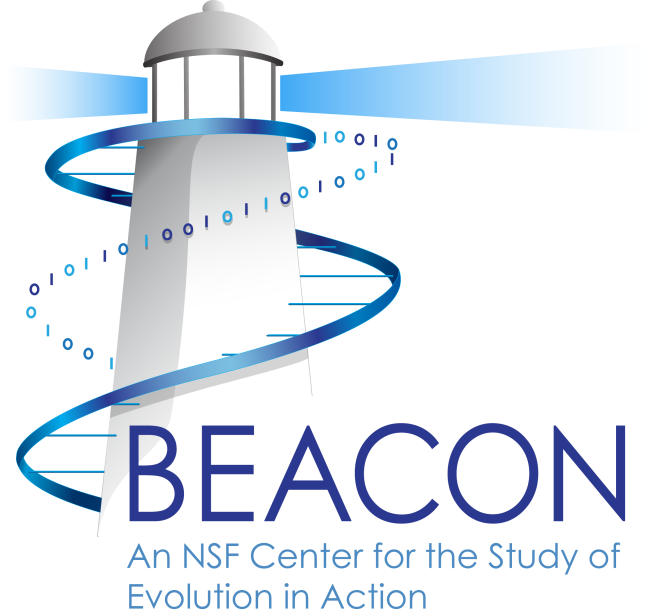 BEACON
An NSF Center for the Study of
Evolution in Action